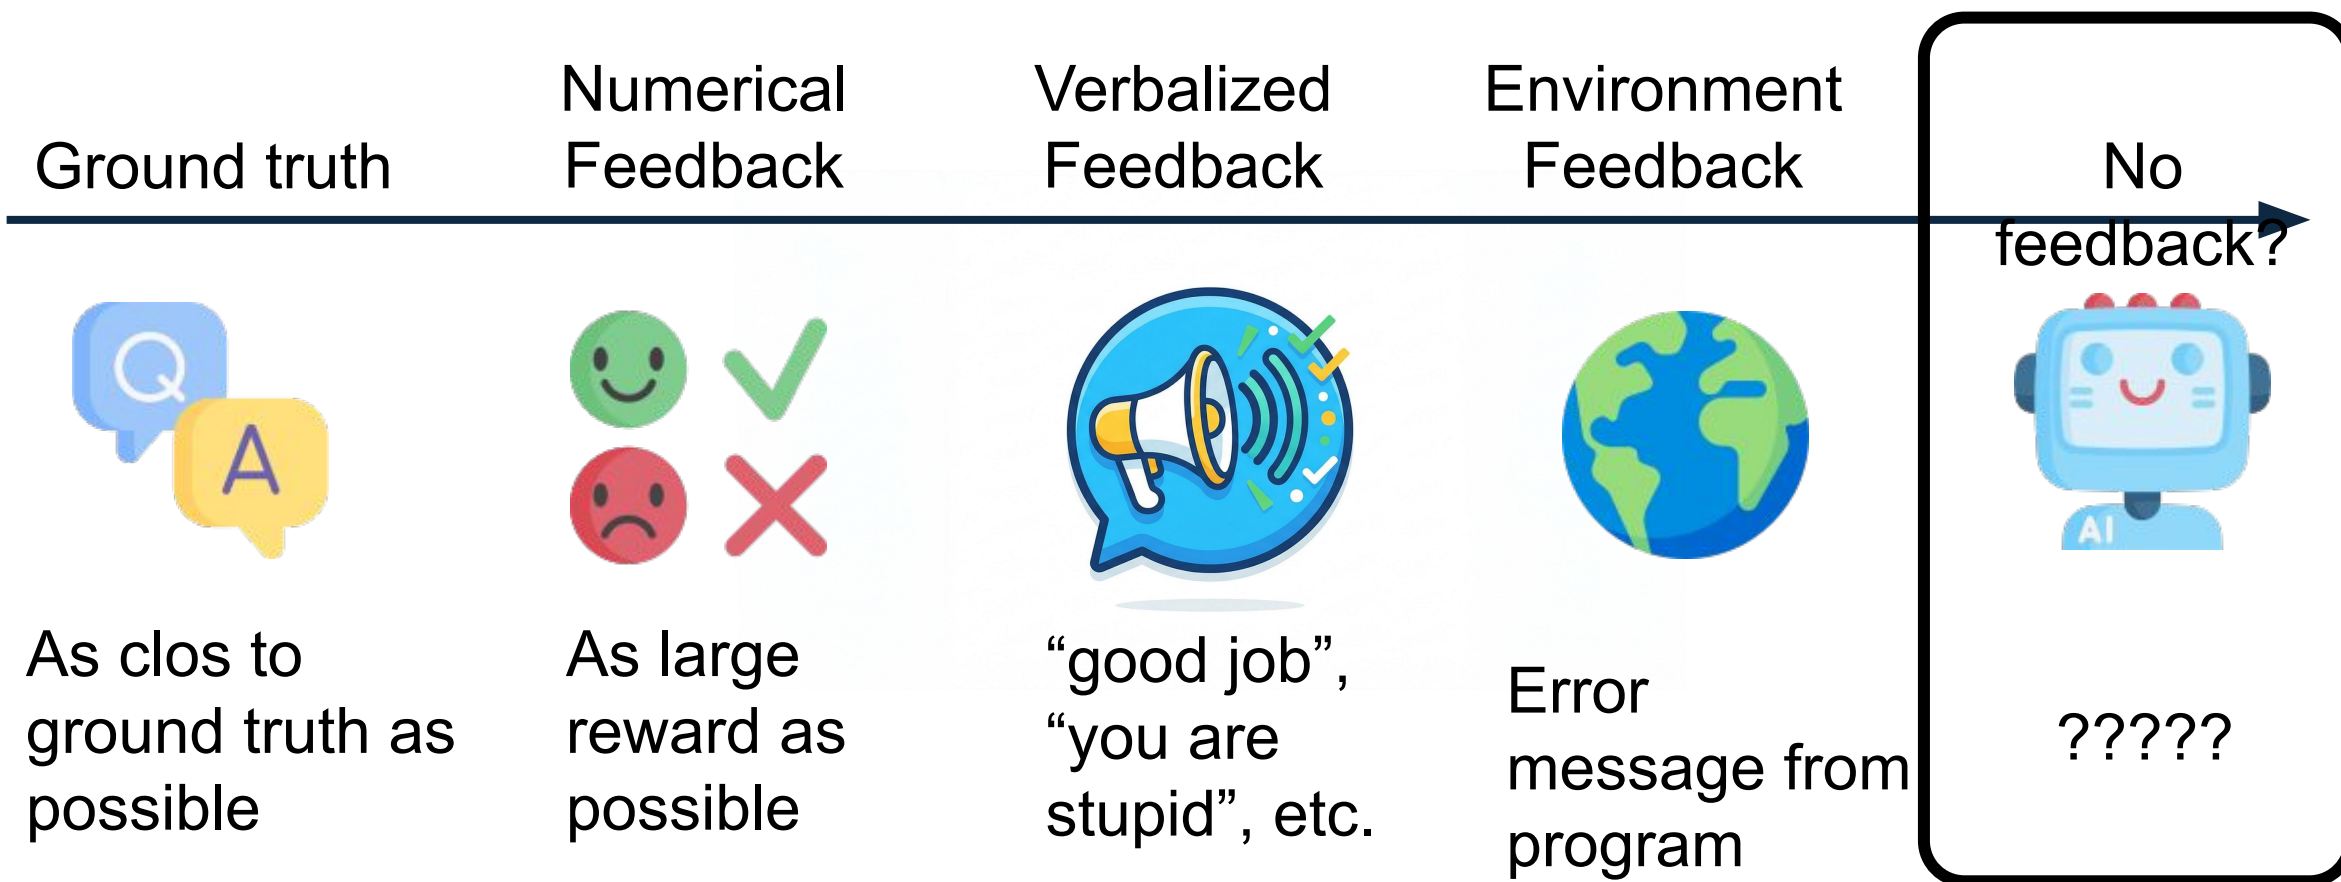 Ground truth
Numerical
Feedback
Verbalized
Feedback
Environment
Feedback
No
feedback?
Q
A
AI
As clos to
ground truth as
possible
As large
reward as
possible
“good job”,
“you are
stupid”, etc.
Error
message from
program
?????